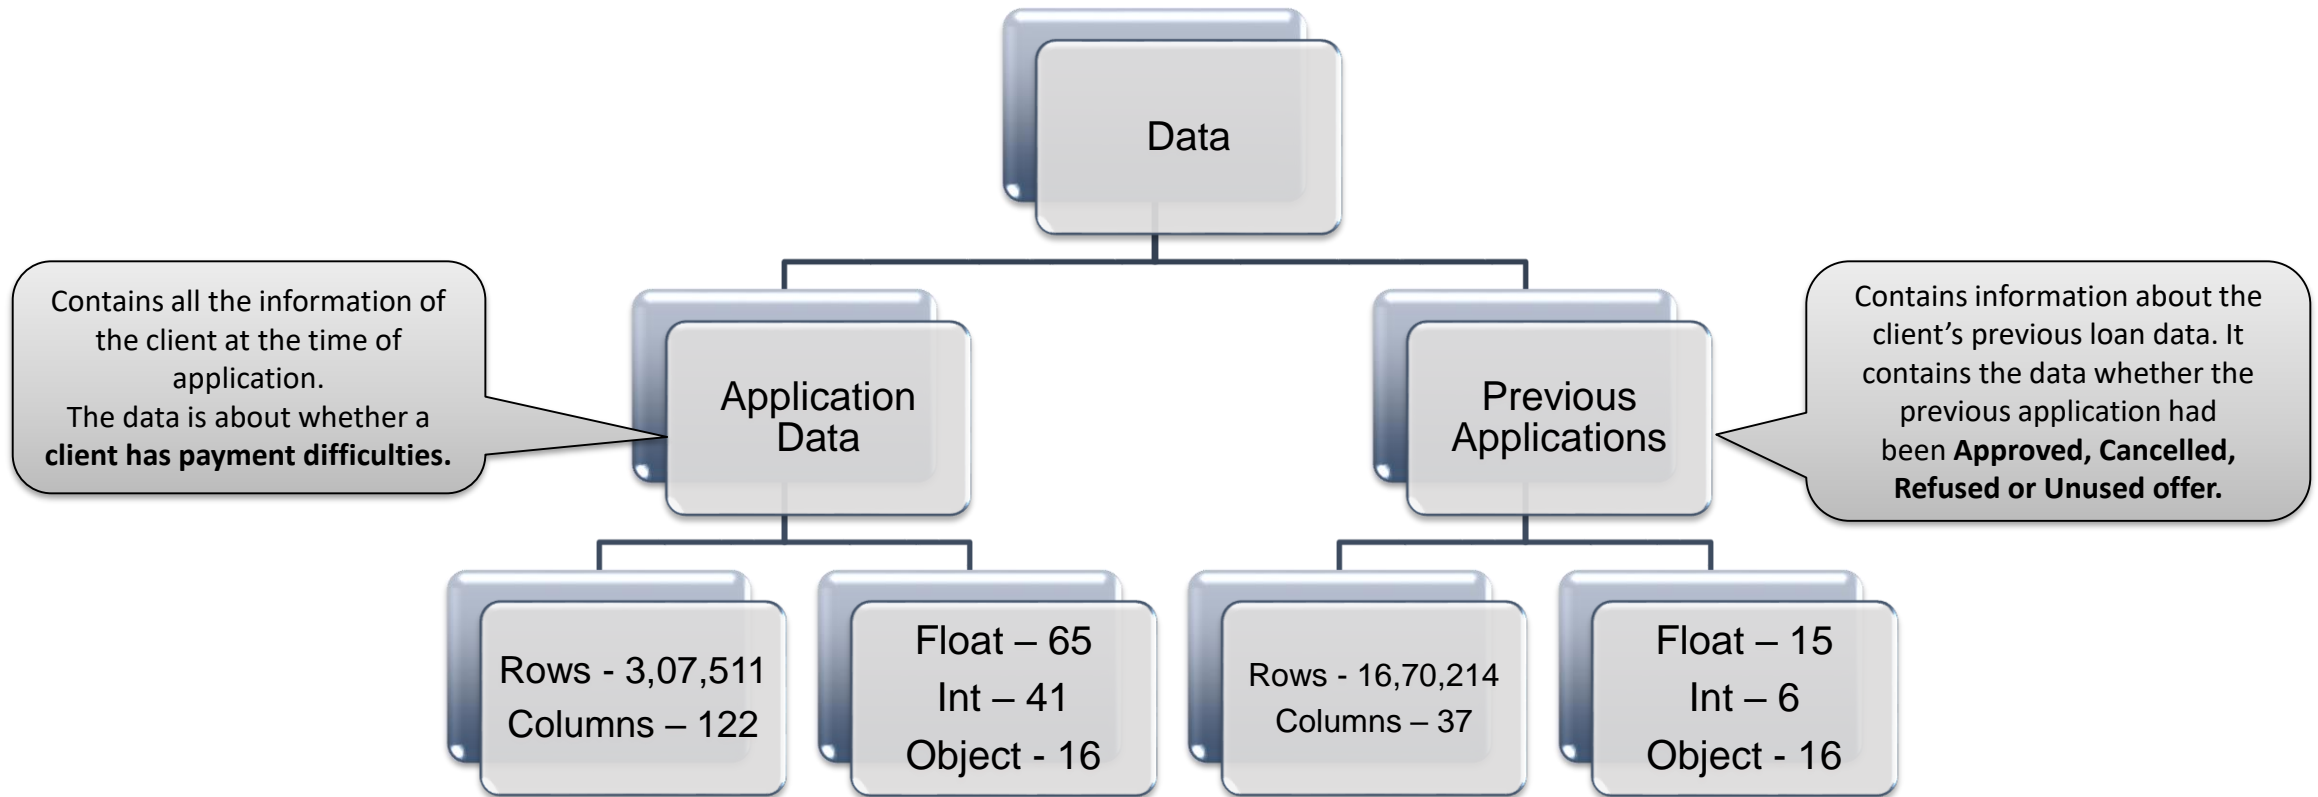 Data
Contains all the information of
the client at the time of
application.
The data is about whether a
client has payment difficulties.
Application
Data
Previous
Applications
Contains information about the
client’s previous loan data. It
contains the data whether the
previous application had
been Approved, Cancelled,
Refused or Unused offer.
Rows - 3,07,511
Columns – 122
Float – 65
Int – 41
Object - 16
Rows - 16,70,214
Columns – 37
Float – 15
Int – 6
Object - 16